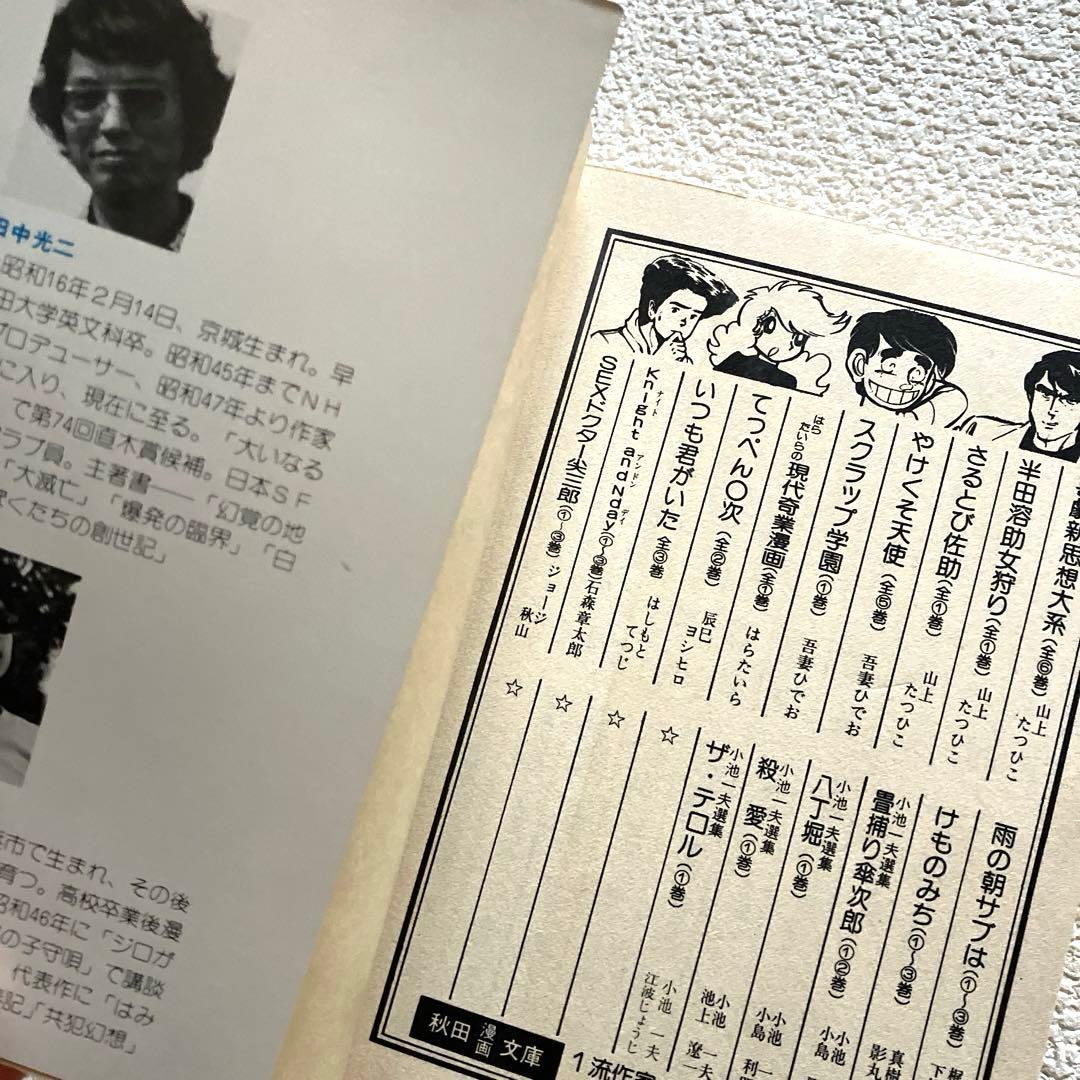 田中光二
昭和16年2月14日、京城生まれ。早
田大学英文科卒。昭和45年までNH
プロデューサー、昭和47年より作家
に入り、現在に至る。「大いなる
で第74回直木賞候補。日本SF
ラブ員。主著書──「幻覚の地
「大滅亡」「爆発の臨界」「白
ぼくたちの創世記」
市で生まれ、その後
育つ。高校卒業後漫
昭和46年に「ジロが
の子守唄」で講談
代表作に「はみ
記」「共犯幻想」
新思想大系(全⑥巻)山上たつひこ
半田溶助女狩り(全①巻)山上たつひこ
さるとび佐助(全①巻)山上たつひこ
やけくそ天使(全⑤巻)吾妻ひでお
スクラップ学園(①巻)吾妻ひでお
はらたいらの現代奇業漫画(全①巻)はらたいら
てっぺん〇次(全②巻)辰巳ヨシヒロ
いつも君がいた 全③巻 はしもとてつじ
Knight andNday(①〜③巻)石森章太郎
ナイト アンドン デイ
SEXドクター尖三郎(①〜③巻)ジョージ秋山
雨の朝サブは(①〜③巻)
けものみち(①〜③巻)真樹 影丸
小池一夫選集
畳捕り傘次郎(①②巻)小池 小島
小池一夫選集
八丁堀(①巻)小池 小島
小池一夫選集
殺愛(①巻)小池一夫 池上遼一
小池一夫選集
ザ・テロル(①巻)小池一夫 江波じょうじ
☆
☆
☆
☆
秋田漫画文庫
1流作家